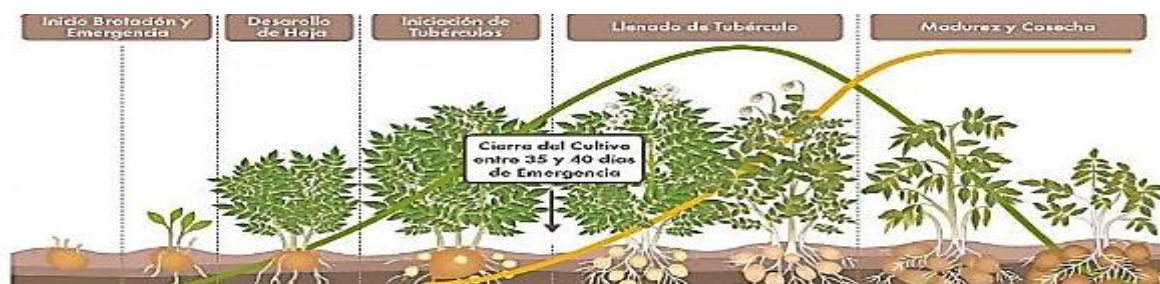 Inicio Brotación y
Emergencia
Desarollo
de Hoja
Iniciación de
Tubérculos
Llenado de Tubérculo
Madurez y Cosecha
Cierre del Cultivo
entre 35 y 40 días
de Emergencia